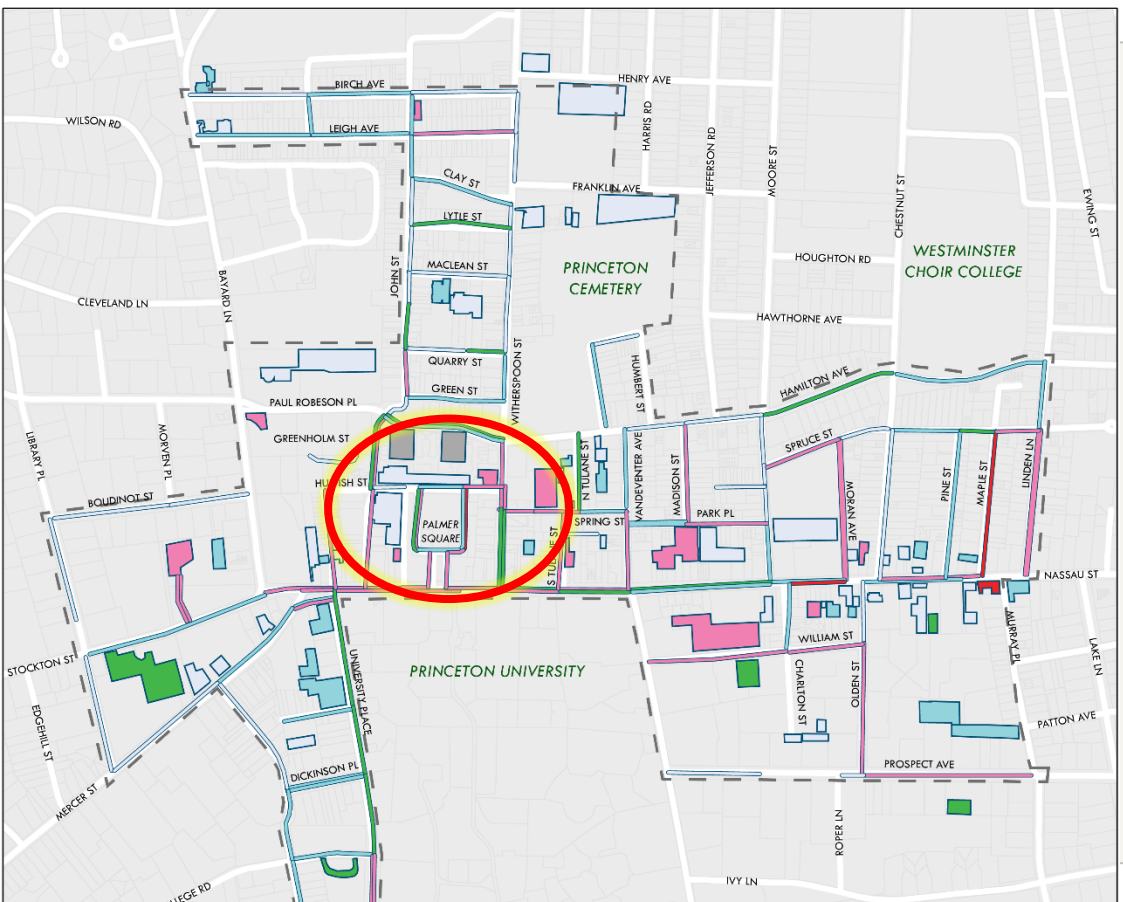 HENRY AVE
BIRCH AVE
WILSON RD
LEIGH AVE
HARRIS RD
JEFFERSON RD
MOORE ST
CLAY ST
FRANKLIN AVE
CHESTNUT ST
EWING ST
LYTLE ST
WESTMINSTER
CHOIR COLLEGE
MACLEAN ST
PRINCETON
CEMETERY
HOUGHTON RD
JOHN ST
BAYARD LN
CLEVELAND LN
HAWTHORNE AVE
WITHERSPOON ST
QUARRY ST
HUMBERT ST
GREEN ST
HAMILTON AVE
PAUL ROBESON PL
GREENHOLM ST
SPRUCE ST
LIBRARY PL
MORVEN PL
N TULANE ST
VANDEVENTER AVE
MADISON ST
MORAN AVE
PINE ST
MAPLE ST
LINDEN LN
BOUDINOT ST
PALMER
SQUARE
SPRING ST
PARK PL
S TULANE ST
NASSAU ST
STOCKTON ST
PRINCETON UNIVERSITY
UNIVERSITY PLACE
WILLIAM ST
CHARLTON ST
OLDEN ST
MURRAY PL
LAKE LN
EDGEHILL ST
PATTON AVE
DICKINSON PL
PROSPECT AVE
MERCER ST
ROPER LN
IVY LN
LLEGE RD